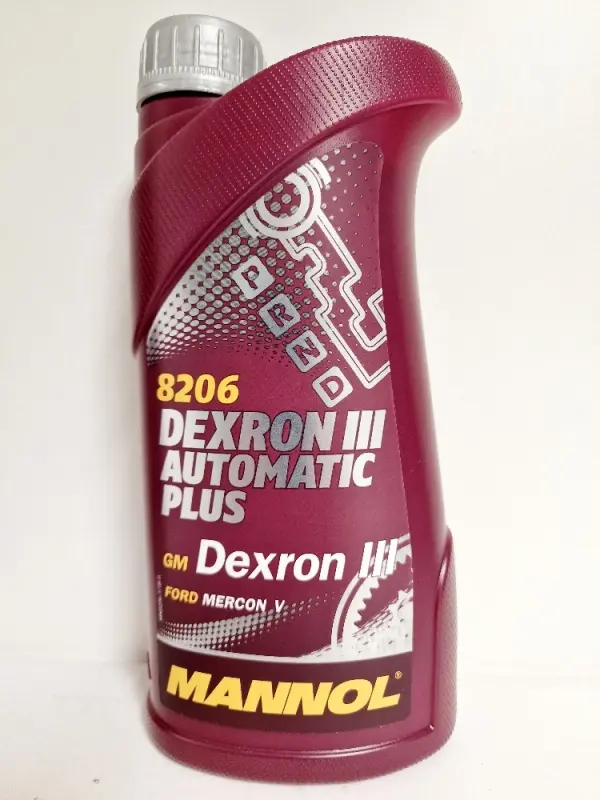 P
R
N
D
8206
DEXRON III
AUTOMATIC
PLUS
GM Dexron III
FORD MERCON V
MANNOL®